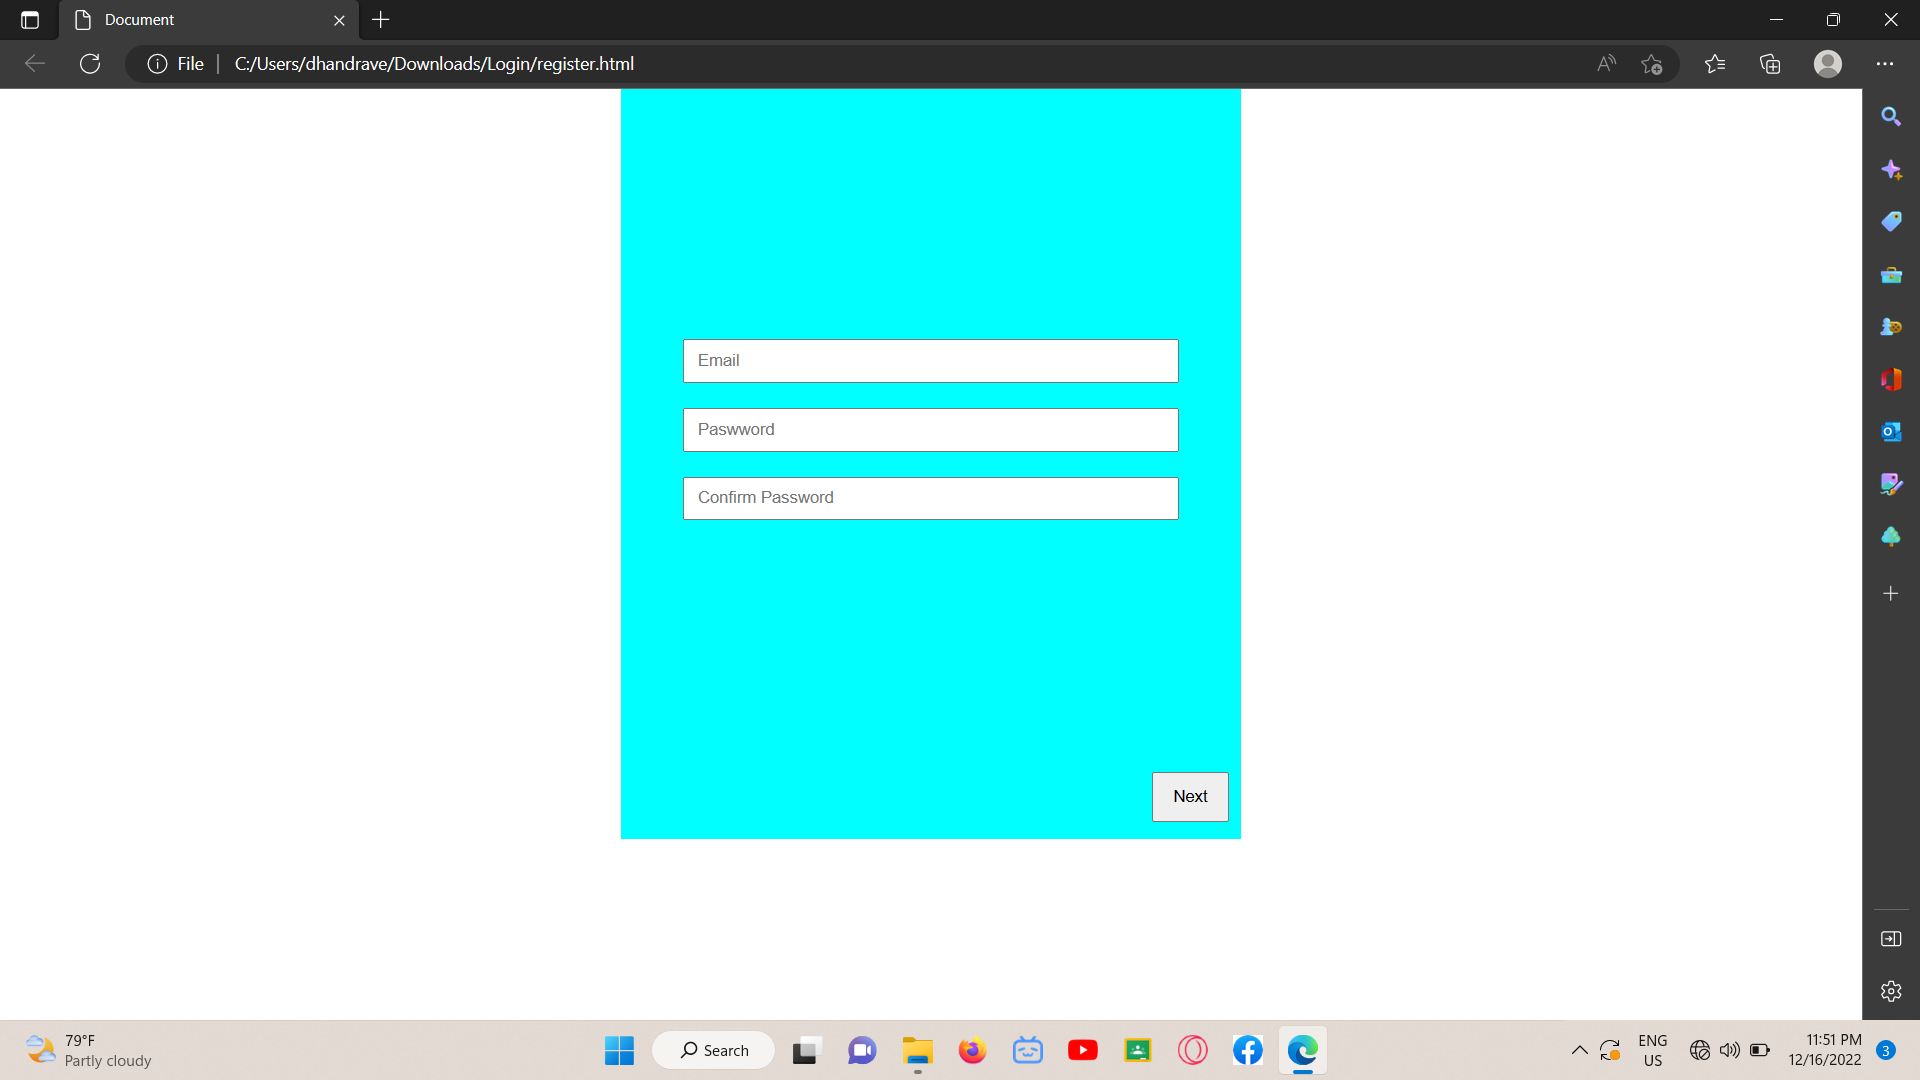 Document
File
C:/Users/dhandrave/Downloads/Login/register.html
Email
Paswword
Confirm Password
Next
79°F
Partly cloudy
Search
ENG
US
11:51 PM
12/16/2022
3